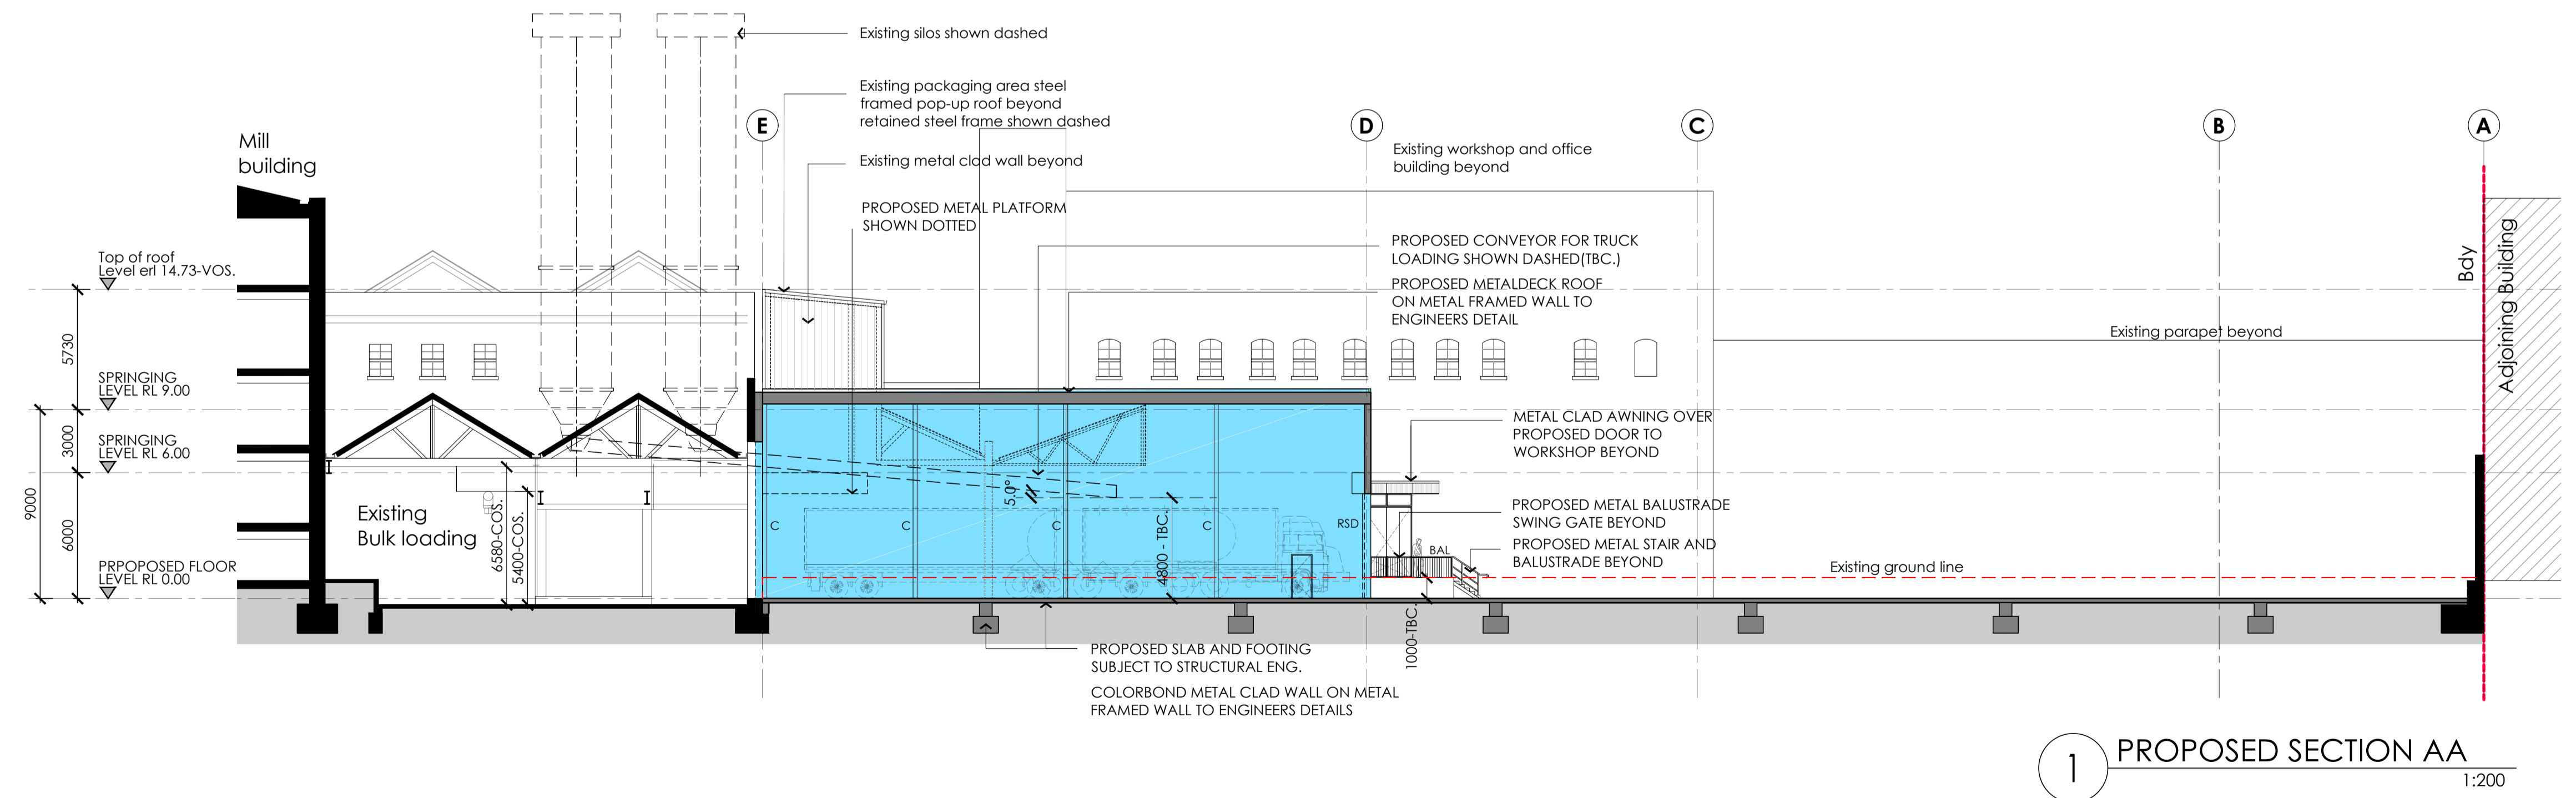 Existing silos shown dashed
Existing packaging area steel
framed pop-up roof beyond
retained steel frame shown dashed
Existing metal clad wall beyond
PROPOSED METAL PLATFORM
SHOWN DOTTED
Mill
building
E
D
C
B
A
Existing workshop and office
building beyond
PROPOSED CONVEYOR FOR TRUCK
LOADING SHOWN DASHED(TBC.)
PROPOSED METALDECK ROOF
ON METAL FRAMED WALL TO
ENGINEERS DETAIL
Bdy
Adjoining Building
Existing parapet beyond
Top of roof
Level erl 14.73-VOS.
5730
SPRINGING
LEVEL RL 9.00
3000
SPRINGING
LEVEL RL 6.00
9000
6000
PRPOPOSED FLOOR
LEVEL RL 0.00
Existing
Bulk loading
6580-COS.
5400-COS.
C
C
C
C
5.0°
4800 - TBC.
RSD
METAL CLAD AWNING OVER
PROPOSED DOOR TO
WORKSHOP BEYOND
PROPOSED METAL BALUSTRADE
SWING GATE BEYOND
BAL
PROPOSED METAL STAIR AND
BALUSTRADE BEYOND
Existing ground line
1000-TBC.
PROPOSED SLAB AND FOOTING
SUBJECT TO STRUCTURAL ENG.
COLORBOND METAL CLAD WALL ON METAL
FRAMED WALL TO ENGINEERS DETAILS
1
PROPOSED SECTION AA
1:200